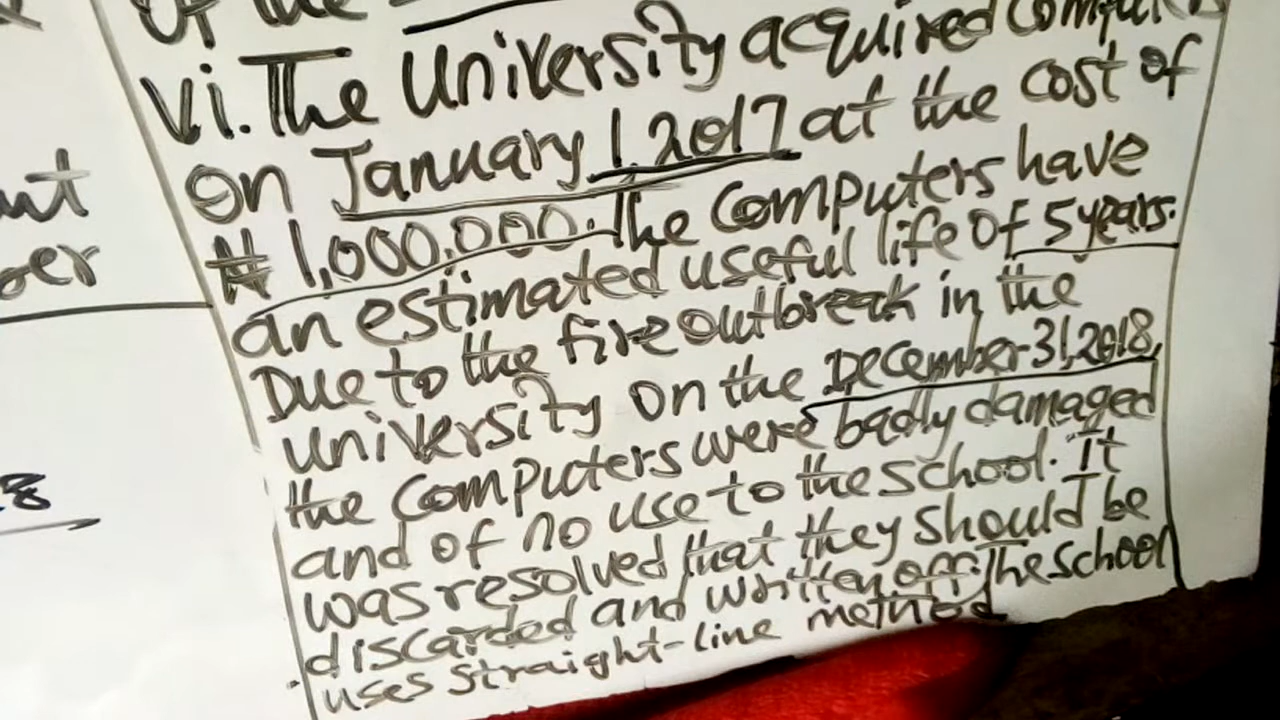 of the
vi. The University acquired
on January 1, 2017 at the cost of
₦ 1,000,000. The computers have
an estimated useful life of 5 years.
Due to the fire outbreak in the
university on the December 31, 2018,
the computers were badly damaged
and of no use to the school. It
was resolved that they should be
discarded and written off. The school
uses straight-line method
8